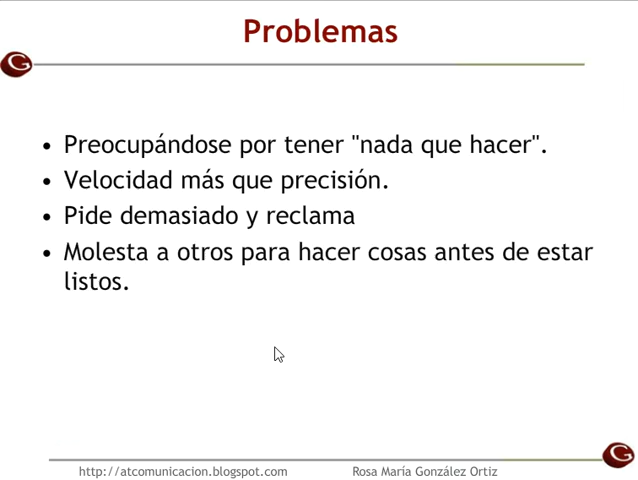 Problemas
G
• Preocupándose por tener "nada que hacer".
• Velocidad más que precisión.
• Pide demasiado y reclama
• Molesta a otros para hacer cosas antes de estar
listos.
G
http://atcomunicacion.blogspot.com Rosa María González Ortiz